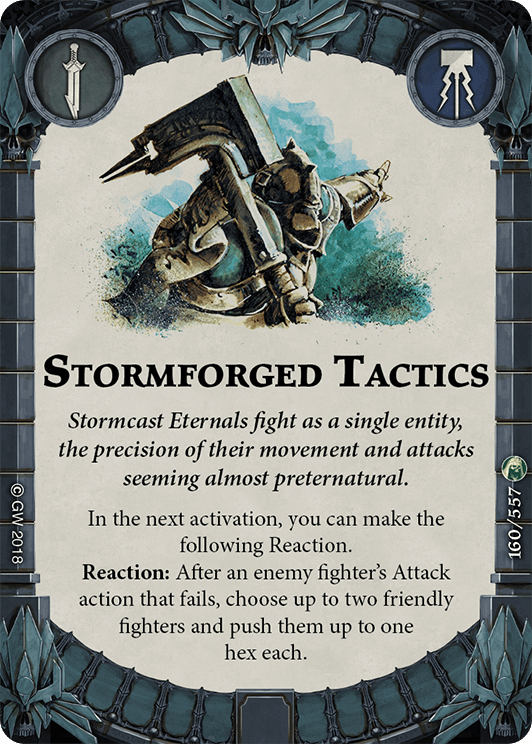 Stormforged Tactics
Stormcast Eternals fight as a single entity,
the precision of their movement and attacks
seeming almost preternatural.
In the next activation, you can make the
following Reaction.
Reaction: After an enemy fighter's Attack
action that fails, choose up to two friendly
fighters and push them up to one
hex each.
© GW 2018
160/557